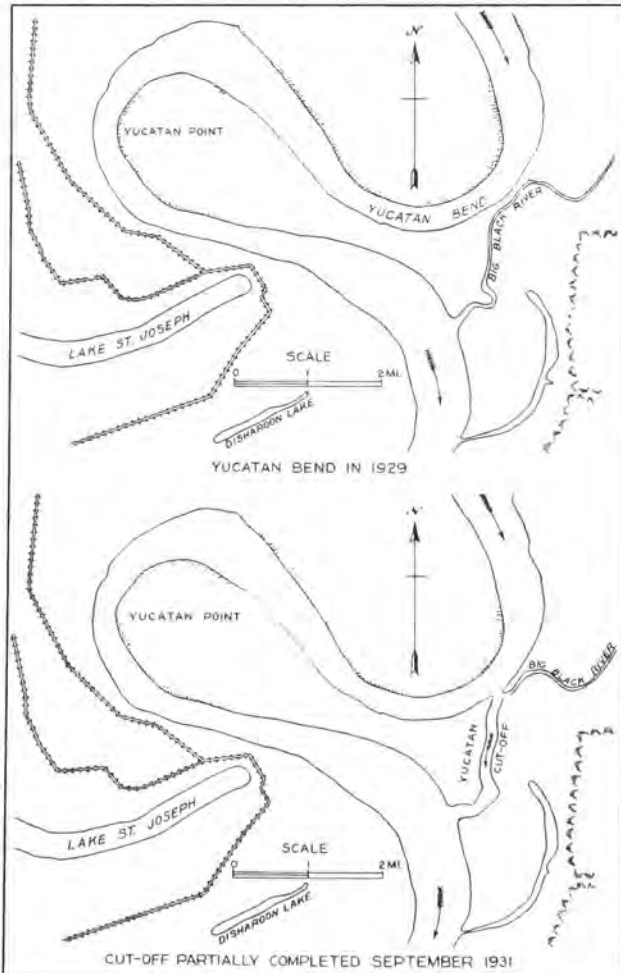 N
YUCATAN POINT
YUCATAN BEND
BIG BLACK RIVER
LAKE ST. JOSEPH
SCALE
0 1 2 MI.
DISHAROON LAKE
YUCATAN BEND IN 1929
N
YUCATAN POINT
BIG BLACK RIVER
YUCATAN
CUT-OFF
LAKE ST. JOSEPH
SCALE
0 1 2 MI.
DISHAROON LAKE
CUT-OFF PARTIALLY COMPLETED SEPTEMBER 1931